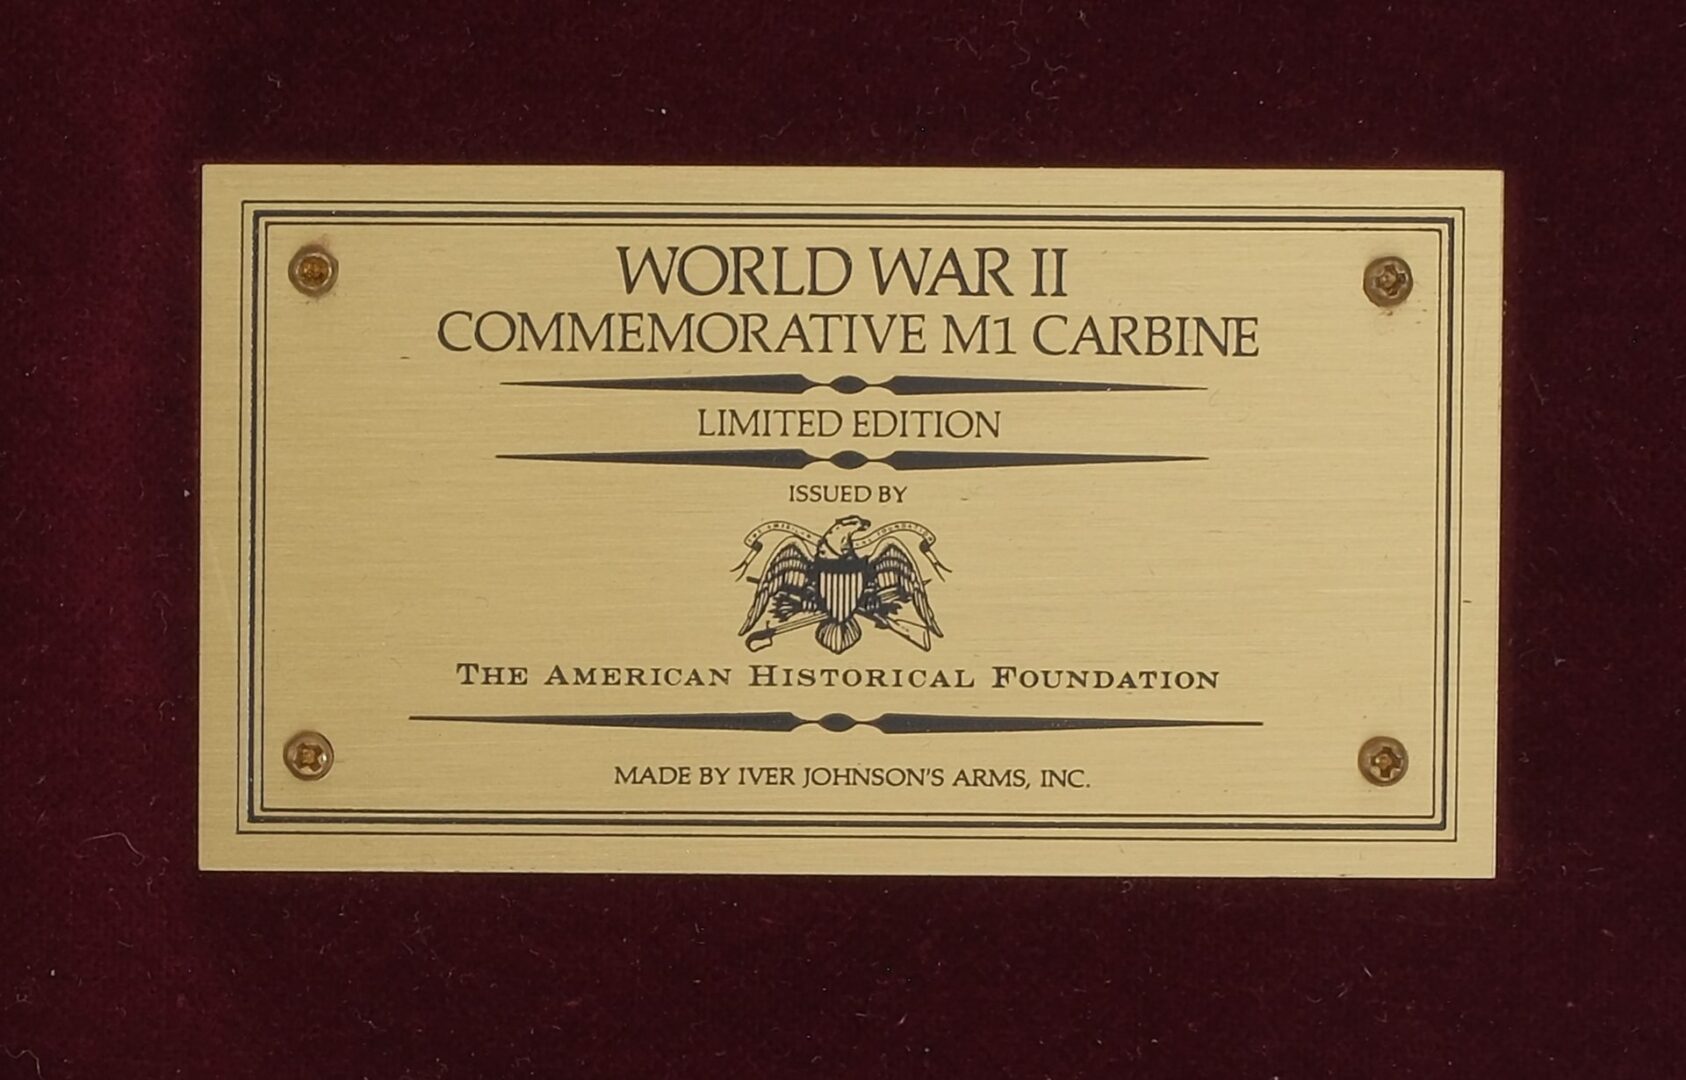 WORLD WAR II
COMMEMORATIVE M1 CARBINE
LIMITED EDITION
ISSUED BY
THE AMERICAN HISTORICAL FOUNDATION
MADE BY IVER JOHNSON'S ARMS, INC.